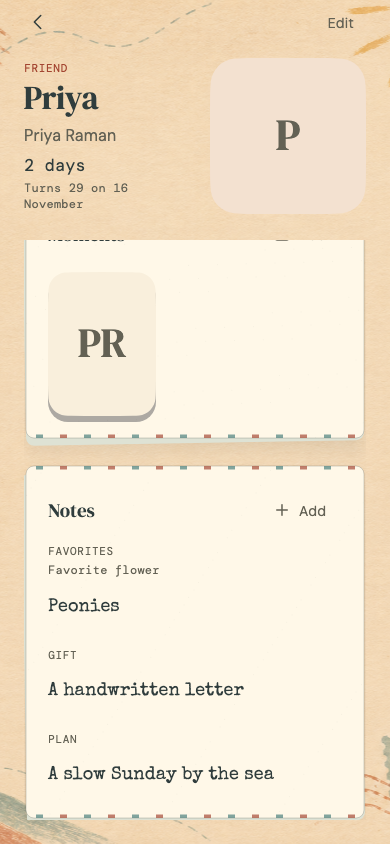 Edit
FRIEND
Priya
Priya Raman
2 days
Turns 29 on 16
November
P
PR
Notes
+ Add
FAVORITES
Favorite flower
Peonies
GIFT
A handwritten letter
PLAN
A slow Sunday by the sea